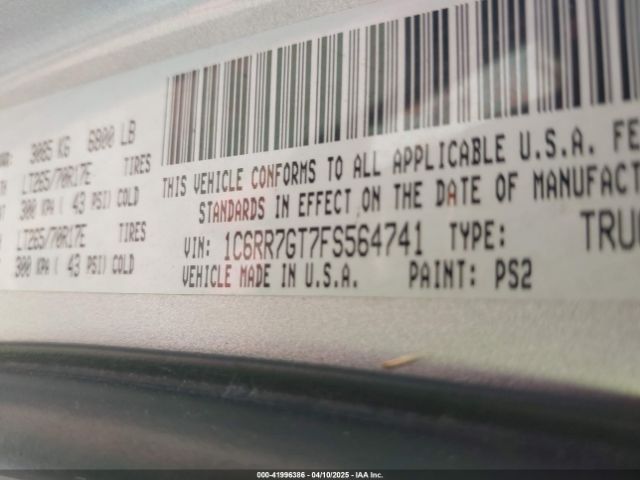 3085 KG 6800 LB
LT265/70R17E TIRES
300 KPA ( 43 PSI) COLD
LT265/70R17E TIRES
300 KPA ( 43 PSI) COLD
THIS VEHICLE CONFORMS TO ALL APPLICABLE U.S.A. FE
STANDARDS IN EFFECT ON THE DATE OF MANUFACT
VIN: 1C6RR7GT7FS564741 TYPE: TRU
VEHICLE MADE IN U.S.A. PAINT: PS2
000-41996386 - 04/10/2025 - IAA Inc.